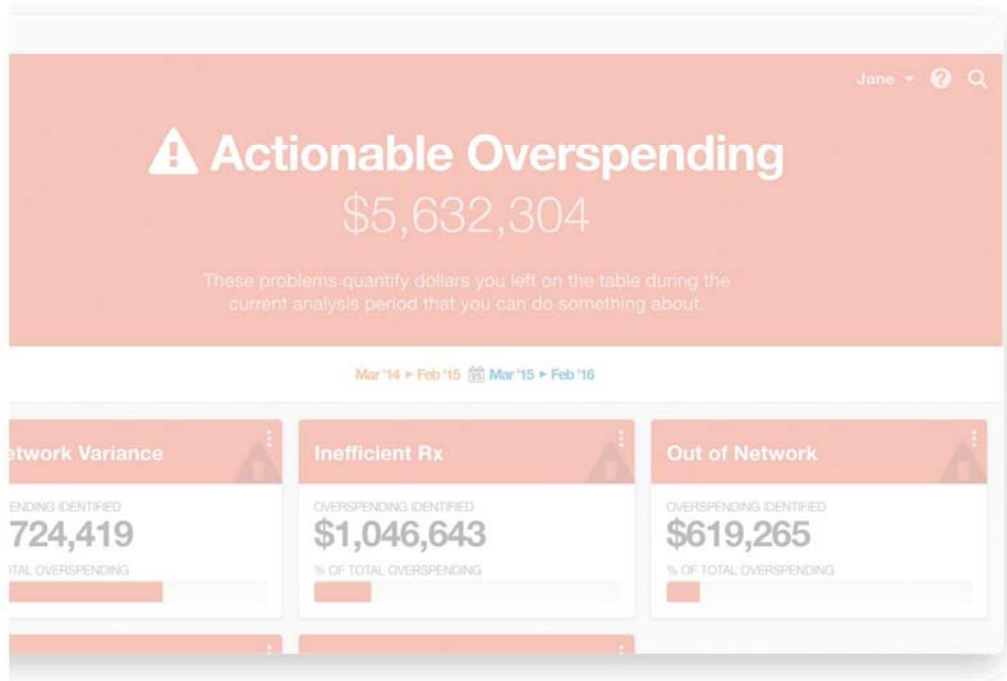 Jane
Actionable Overspending
$5,632,304
These problems quantify dollars you left on the table during the
current analysis period that you can do something about.
Mar '14 ▸ Feb '15 Mar '15 ▸ Feb '16
etwork Variance
ENDING IDENTIFIED
724,419
TAL OVERSPENDING
Inefficient Rx
OVERSPENDING IDENTIFIED
$1,046,643
% OF TOTAL OVERSPENDING
Out of Network
OVERSPENDING IDENTIFIED
$619,265
% OF TOTAL OVERSPENDING